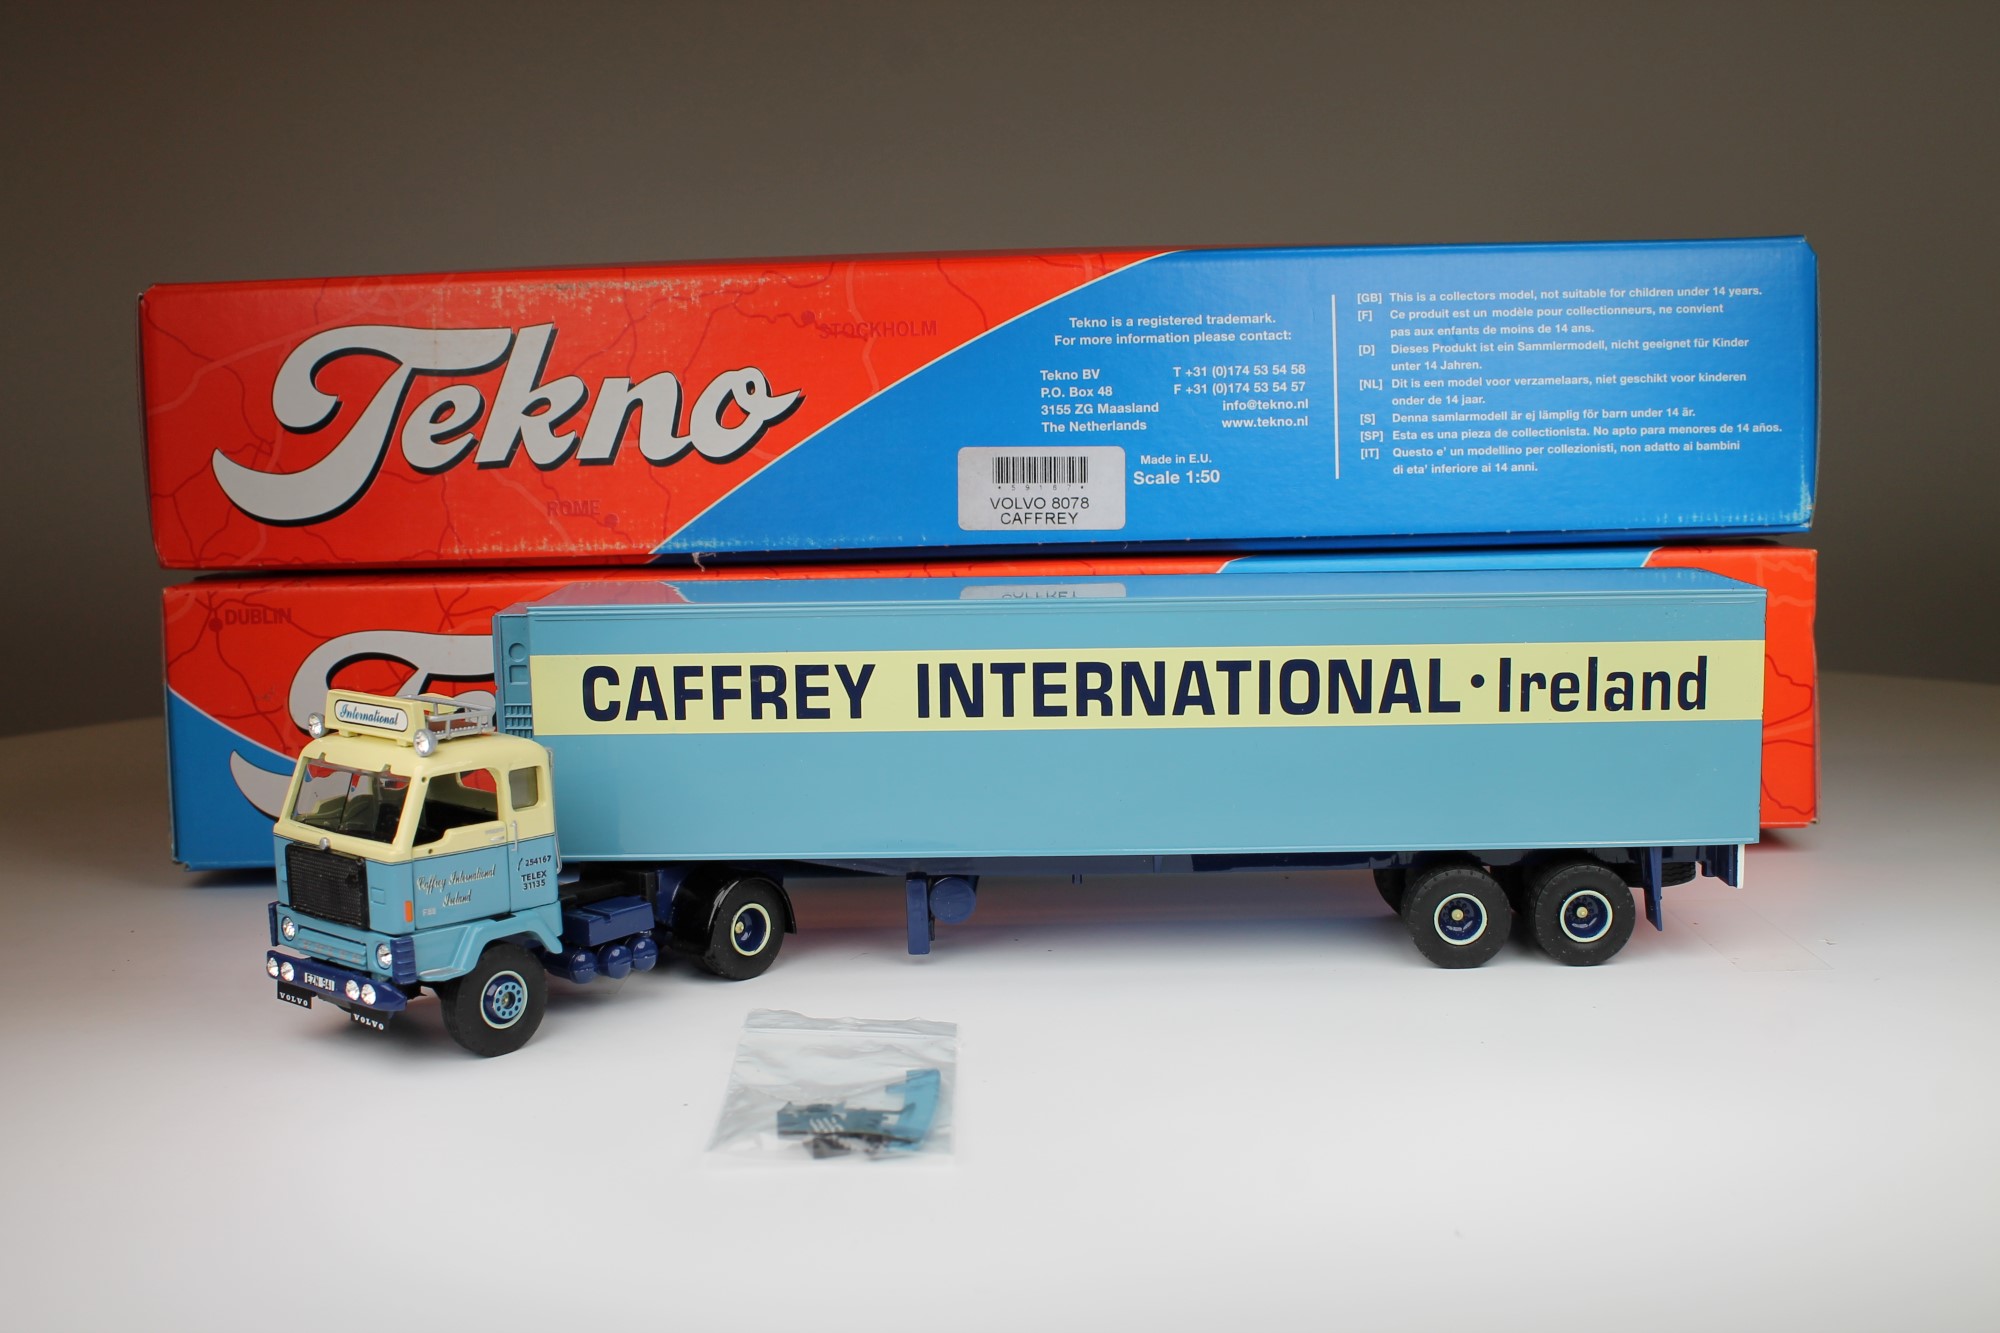 Tekno
STOCKHOLM
ROME
Tekno is a registered trademark.
For more information please contact:
Tekno BV
P.O. Box 48
3155 ZG Maasland
The Netherlands
T +31 (0)174 53 54 58
F +31 (0)174 53 54 57
info@tekno.nl
www.tekno.nl
Made in E.U.
Scale 1:50
VOLVO 8078
CAFFREY
[GB] This is a collectors model, not suitable for children under 14 years.
[F] Ce produit est un modèle pour collectionneurs, ne convient
pas aux enfants de moins de 14 ans.
[D] Dieses Produkt ist ein Sammlermodell, nicht geeignet für Kinder
unter 14 Jahren.
[NL] Dit is een model voor verzamelaars, niet geschikt voor kinderen
onder de 14 jaar.
[S] Denna samlarmodell är ej lämplig för barn under 14 år.
[SP] Esta es una pieza de collectionista. No apto para menores de 14 años.
[IT] Questo e' un modellino per collezionisti, non adatto ai bambini
di eta' inferiore ai 14 anni.
DUBLIN
CAFFREY INTERNATIONAL · Ireland
International
Caffrey International
Ireland
254167
TELEX
31135
VOLVO
VOLVO